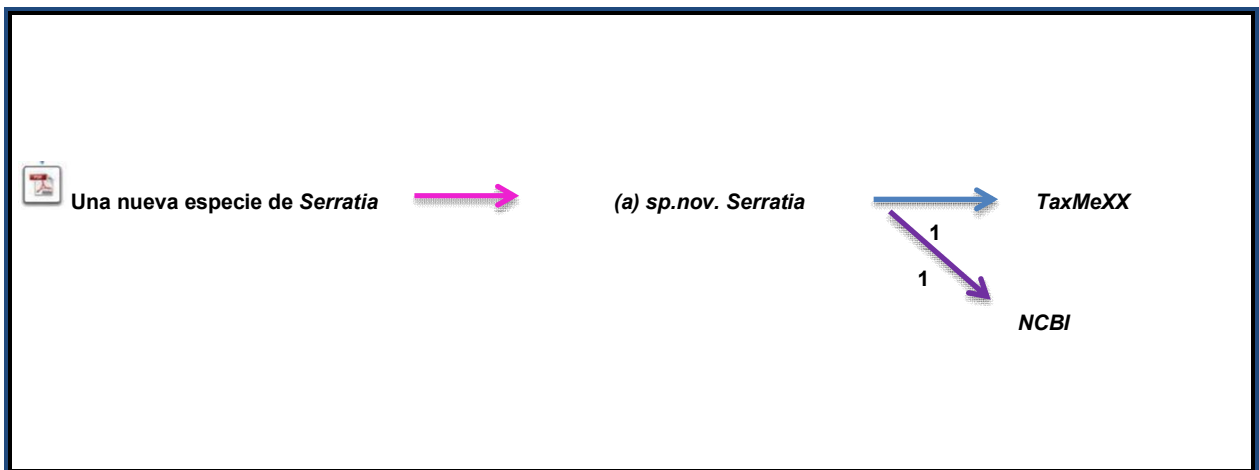 Una nueva especie de Serratia
(a) sp.nov. Serratia
TaxMeXX
1
1
NCBI